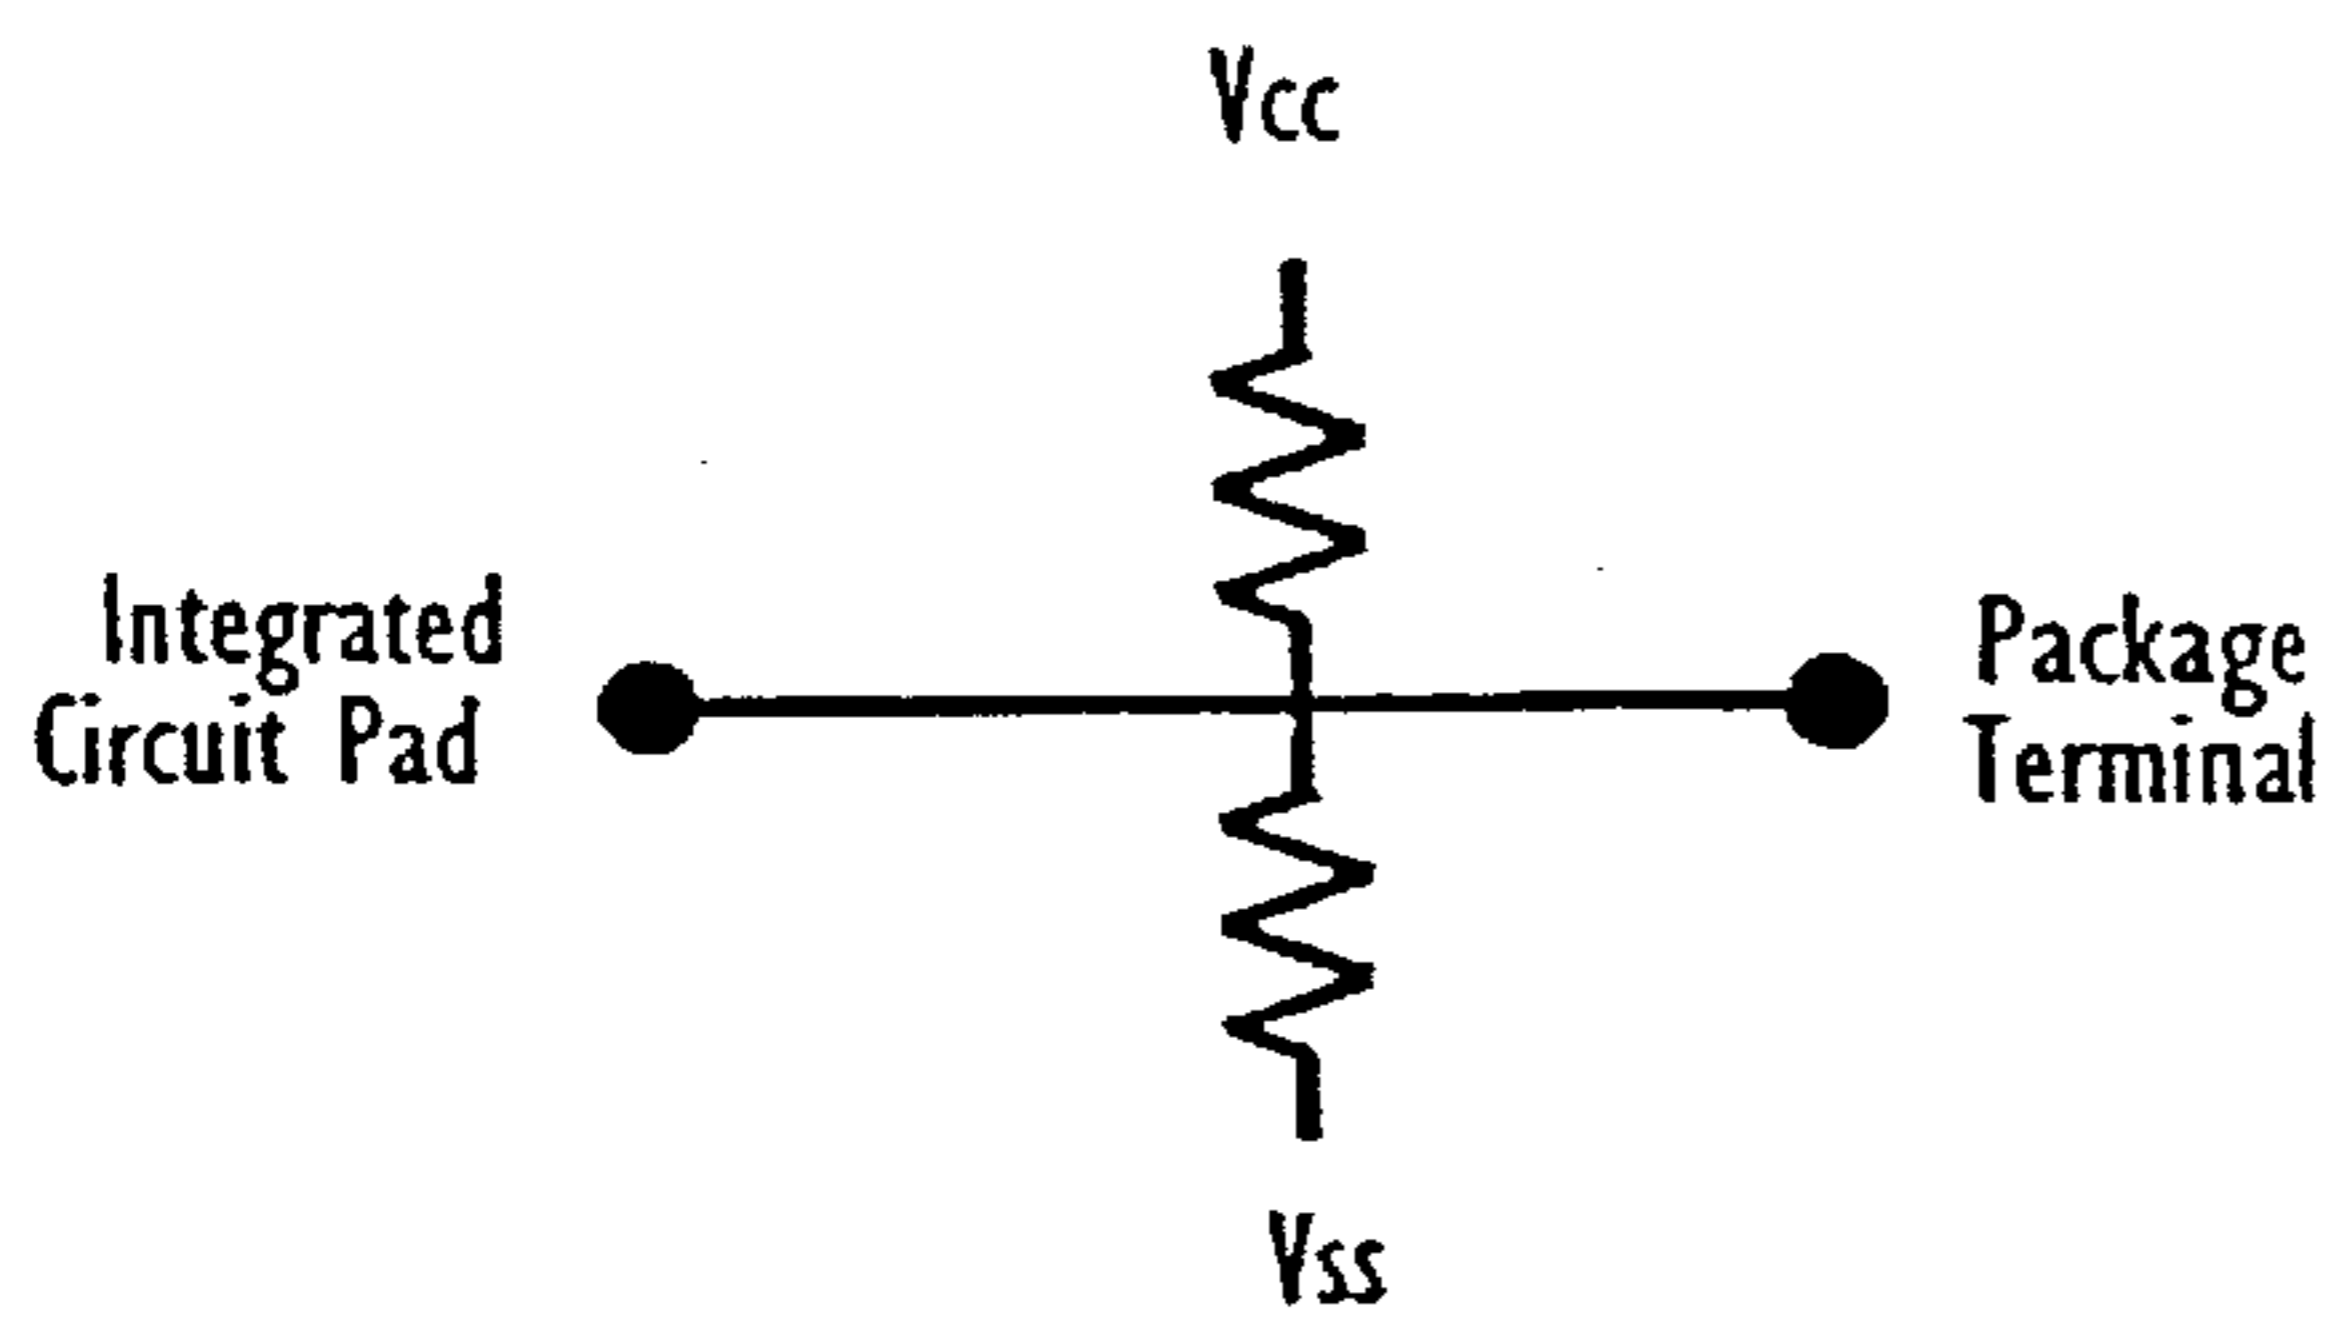 Vcc
Integrated
Circuit Pad
Package
Terminal
Vss